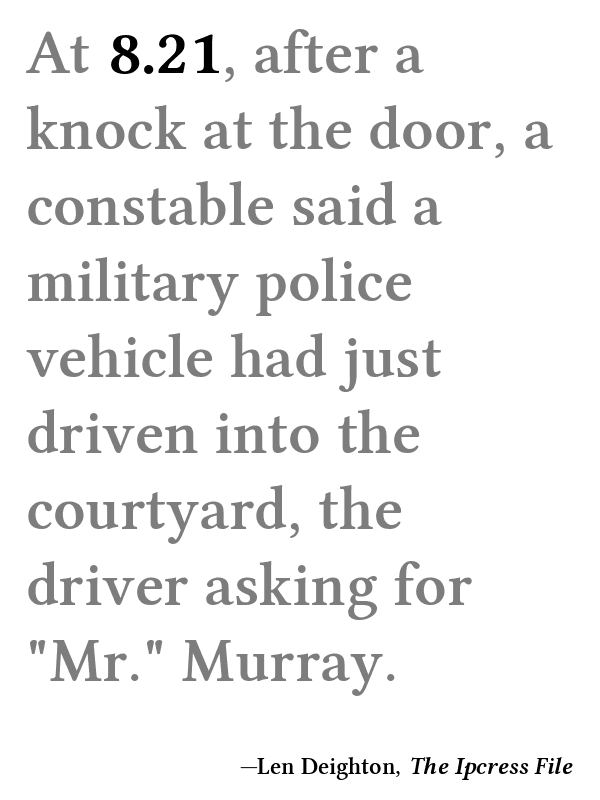 At 8.21, after a
knock at the door, a
constable said a
military police
vehicle had just
driven into the
courtyard, the
driver asking for
"Mr." Murray.
—Len Deighton, The Ipcress File